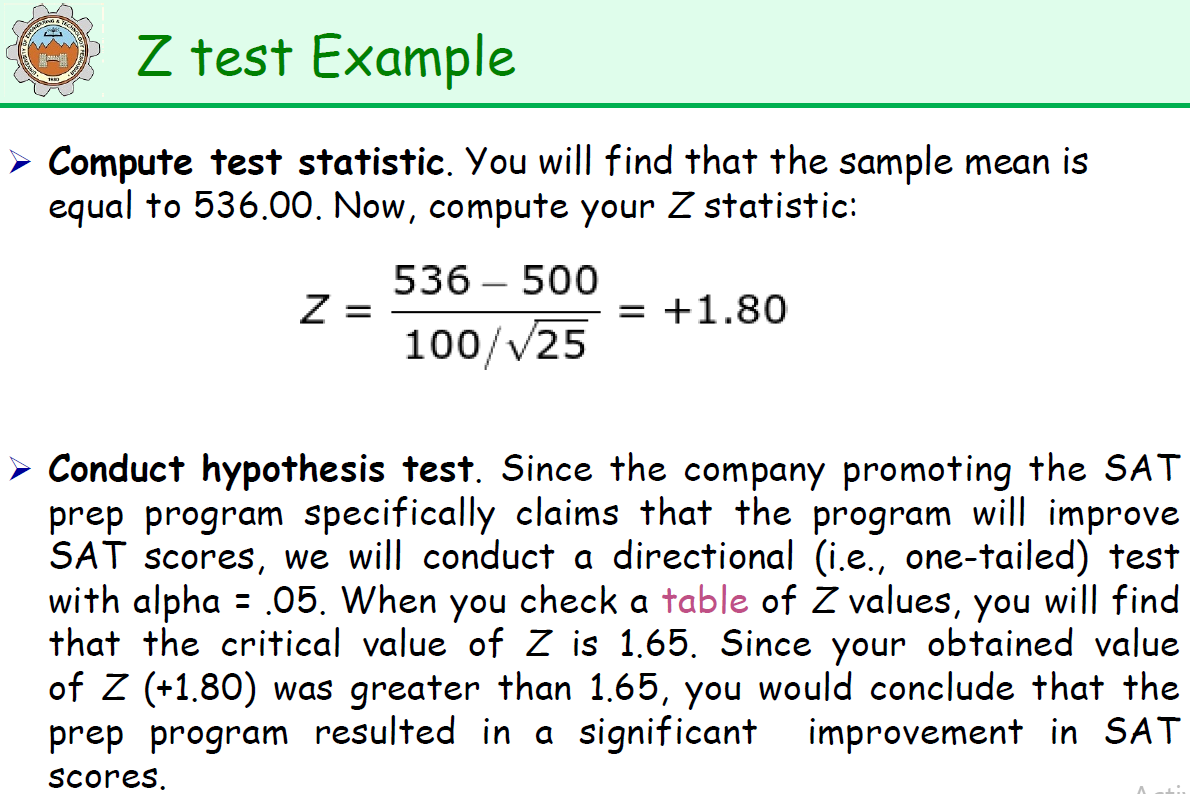 Z test Example
➢ Compute test statistic. You will find that the sample mean is
equal to 536.00. Now, compute your Z statistic:
Z = (536 – 500) / (100/√25) = +1.80
➢ Conduct hypothesis test. Since the company promoting the SAT
prep program specifically claims that the program will improve
SAT scores, we will conduct a directional (i.e., one-tailed) test
with alpha = .05. When you check a table of Z values, you will find
that the critical value of Z is 1.65. Since your obtained value
of Z (+1.80) was greater than 1.65, you would conclude that the
prep program resulted in a significant improvement in SAT
scores.